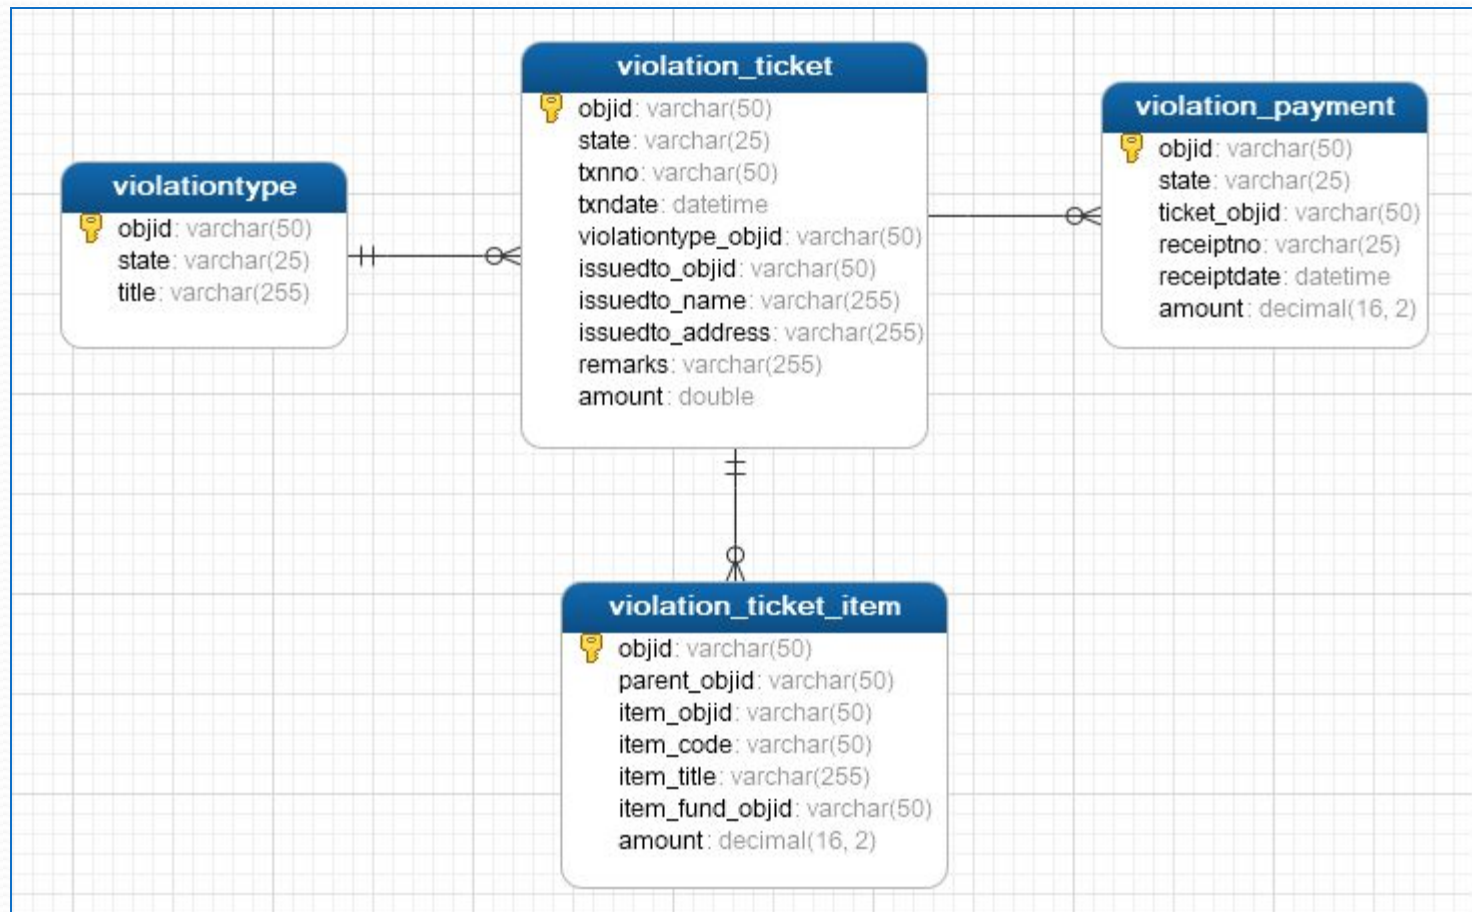 violationtype
objid: varchar(50)
state: varchar(25)
title: varchar(255)
violation_ticket
objid: varchar(50)
state: varchar(25)
txnno: varchar(50)
txndate: datetime
violationtype_objid: varchar(50)
issuedto_objid: varchar(50)
issuedto_name: varchar(255)
issuedto_address: varchar(255)
remarks: varchar(255)
amount: double
violation_payment
objid: varchar(50)
state: varchar(25)
ticket_objid: varchar(50)
receiptno: varchar(25)
receiptdate: datetime
amount: decimal(16, 2)
violation_ticket_item
objid: varchar(50)
parent_objid: varchar(50)
item_objid: varchar(50)
item_code: varchar(50)
item_title: varchar(255)
item_fund_objid: varchar(50)
amount: decimal(16, 2)